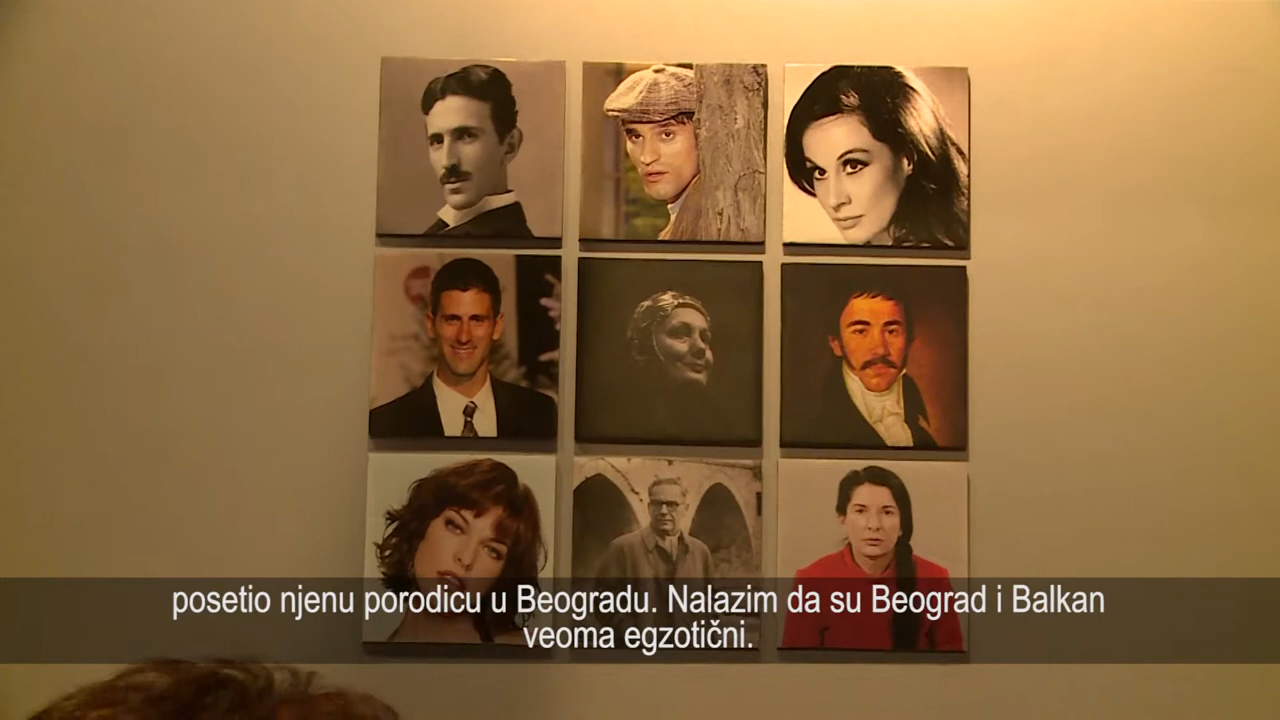 posetio njenu porodicu u Beogradu. Nalazim da su Beograd i Balkan
veoma egzotični.